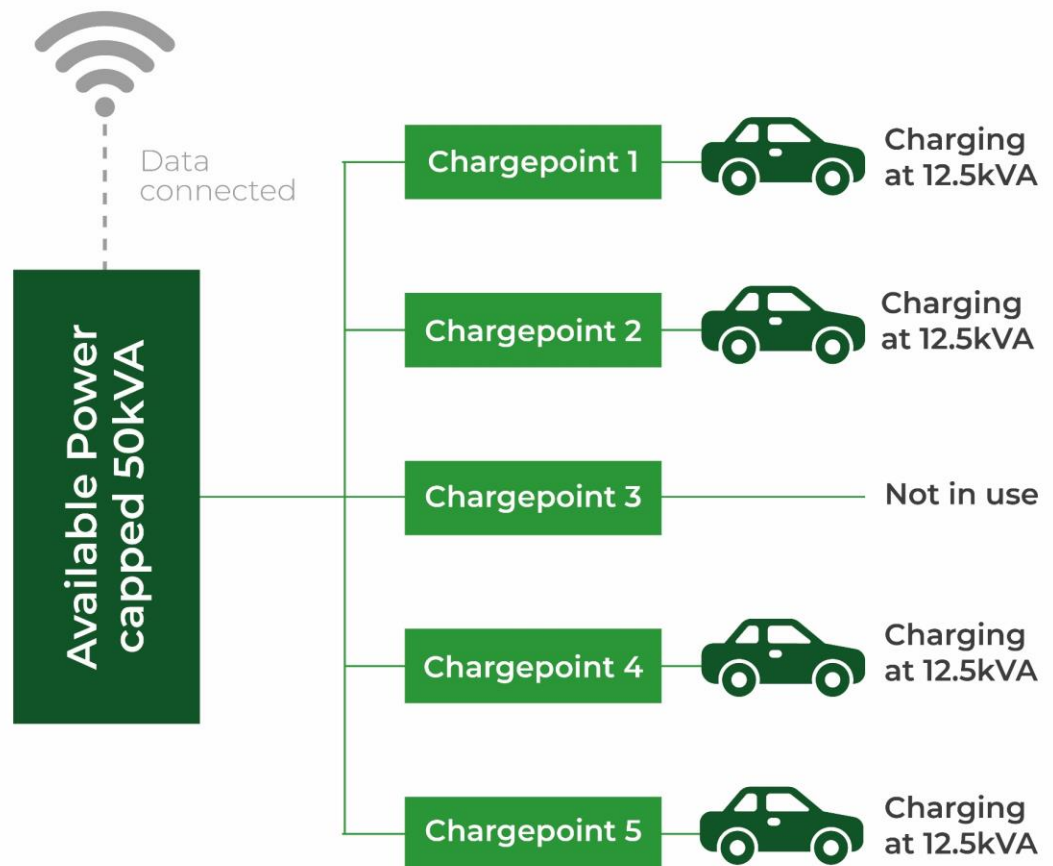 Data
connected
Available Power
capped 50kVA
Chargepoint 1
Charging
at 12.5kVA
Chargepoint 2
Charging
at 12.5kVA
Chargepoint 3
Not in use
Chargepoint 4
Charging
at 12.5kVA
Chargepoint 5
Charging
at 12.5kVA